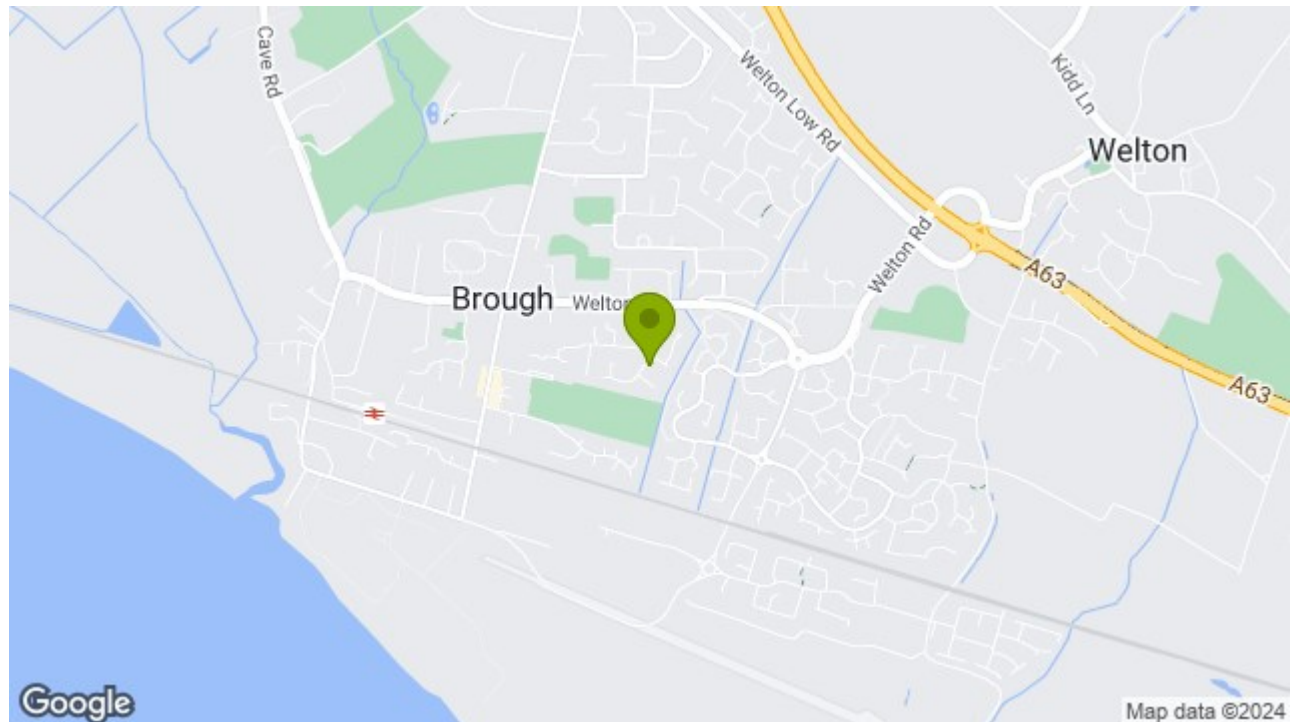 Cave Rd
Welton Low Rd
Kidd Ln
Welton
Welton Rd
A63
Brough
Welton
A63
Google
Map data ©2024